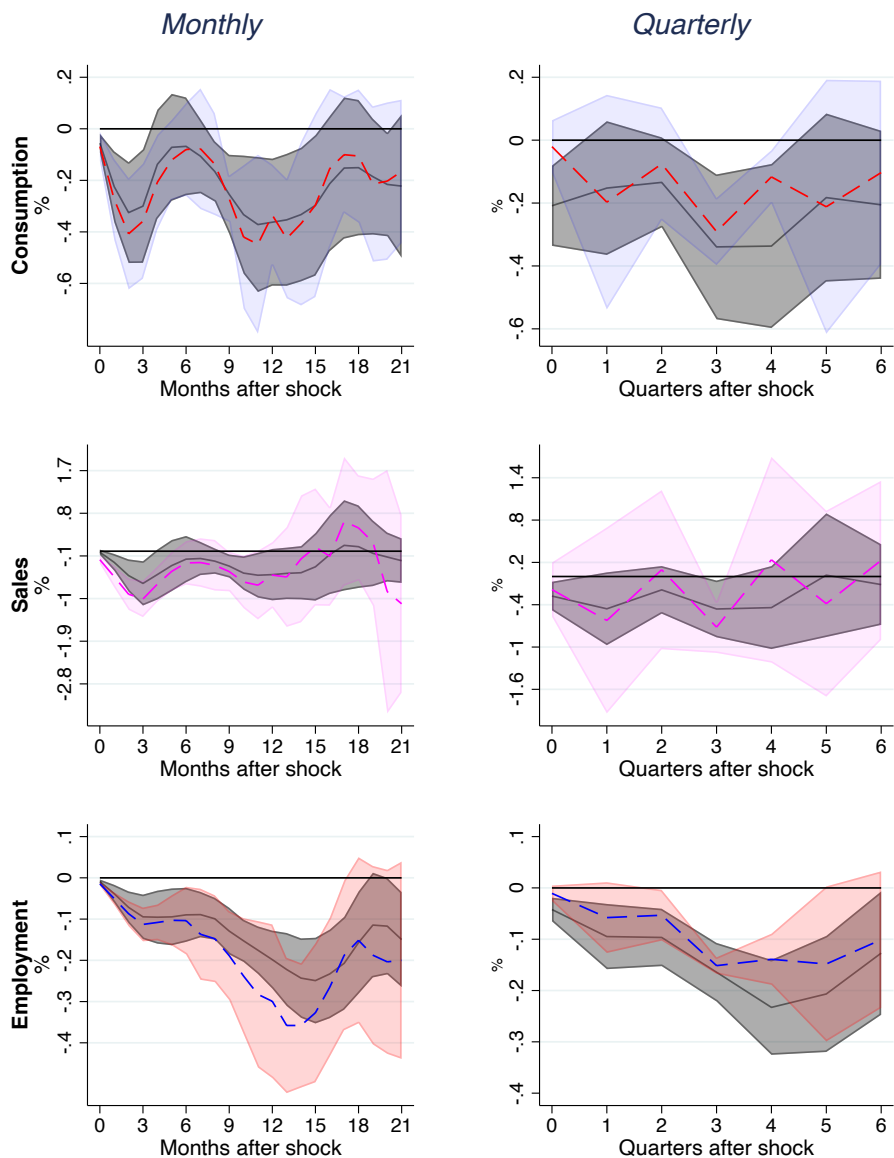 Monthly
Quarterly
Consumption
%
.2
0
-.2
-.4
-.6
0 3 6 9 12 15 18 21
Months after shock
.2
0
-.2
-.4
-.6
%
0 1 2 3 4 5 6
Quarters after shock
Sales
%
1.7
.8
-.1
-1
-1.9
-2.8
0 3 6 9 12 15 18 21
Months after shock
%
1.4
.8
.2
-.4
-1
-1.6
0 1 2 3 4 5 6
Quarters after shock
Employment
%
.1
0
-.1
-.2
-.3
-.4
0 3 6 9 12 15 18 21
Months after shock
%
.1
0
-.1
-.2
-.3
-.4
0 1 2 3 4 5 6
Quarters after shock